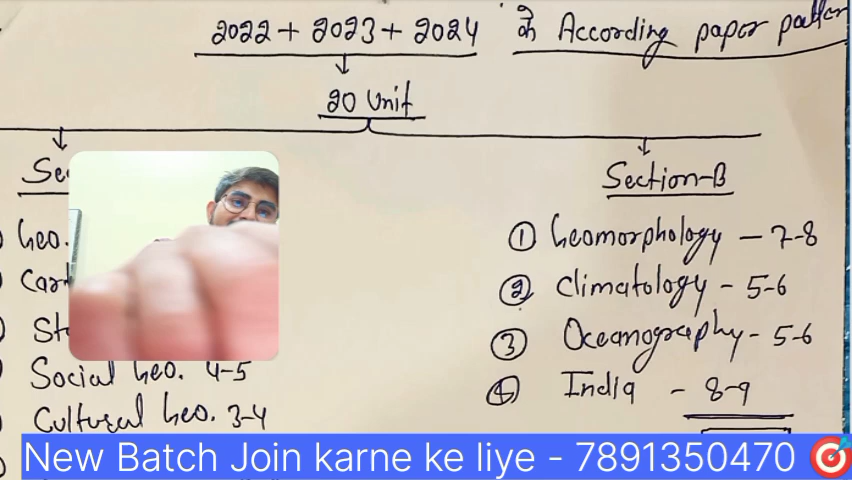 2022 + 2023 + 2024 के According paper pattern
20 Unit
Section-B
Geo.
① Geomorphology – 7-8
② Climatology – 5-6
③ Oceanography – 5-6
Social Geo. 4-5
④ India – 8-9
Cultural Geo. 3-4
New Batch Join karne ke liye - 7891350470 🎯